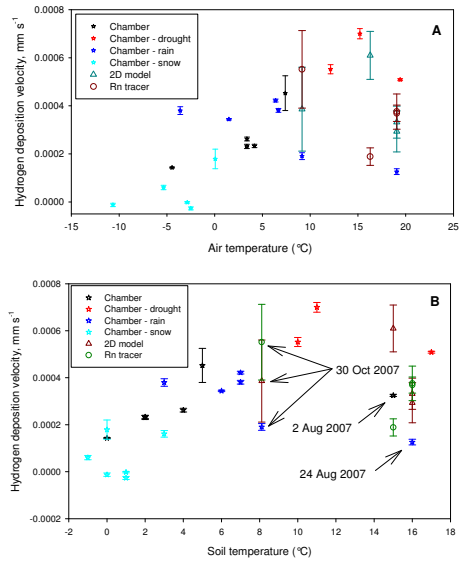 A
Chamber
Chamber - drought
Chamber - rain
Chamber - snow
2D model
Rn tracer
Hydrogen deposition velocity, mm s⁻¹
0.0008
0.0006
0.0004
0.0002
0.0000
-15 -10 -5 0 5 10 15 20 25
Air temperature (°C)
B
Chamber
Chamber - drought
Chamber - rain
Chamber - snow
2D model
Rn tracer
30 Oct 2007
2 Aug 2007
24 Aug 2007
Hydrogen deposition velocity, mm s⁻¹
0.0008
0.0006
0.0004
0.0002
0.0000
-0.0002
-2 0 2 4 6 8 10 12 14 16 18
Soil temperature (°C)